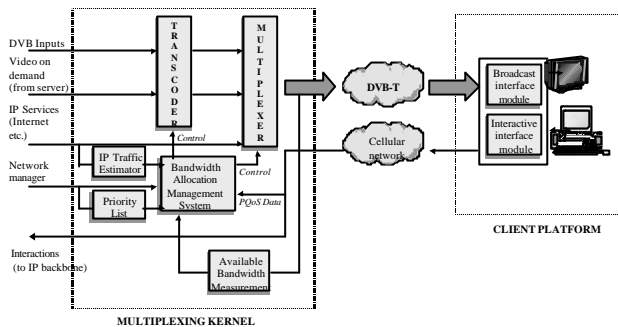 DVB Inputs
Video on
demand
(from server)
IP Services
(Internet
etc.)
Network
manager
Interactions
(to IP backbone)
TRANSCODER
MULTIPLEXER
Control
Control
IP Traffic
Estimator
Priority
List
Bandwidth
Allocation
Management
System
PQoS Data
Available
Bandwidth
Measurement
MULTIPLEXING KERNEL
DVB-T
Cellular
network
Broadcast
interface
module
Interactive
interface
module
CLIENT PLATFORM